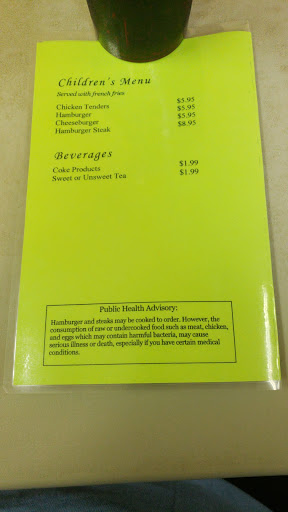 Children's Menu
Served with french fries
Chicken Tenders $5.95
Hamburger $5.95
Cheeseburger $5.95
Hamburger Steak $8.95
Beverages
Coke Products $1.99
Sweet or Unsweet Tea $1.99
Public Health Advisory:
Hamburger and steaks may be cooked to order. However, the
consumption of raw or undercooked food such as meat, chicken,
and eggs which may contain harmful bacteria, may cause
serious illness or death, especially if you have certain medical
conditions.